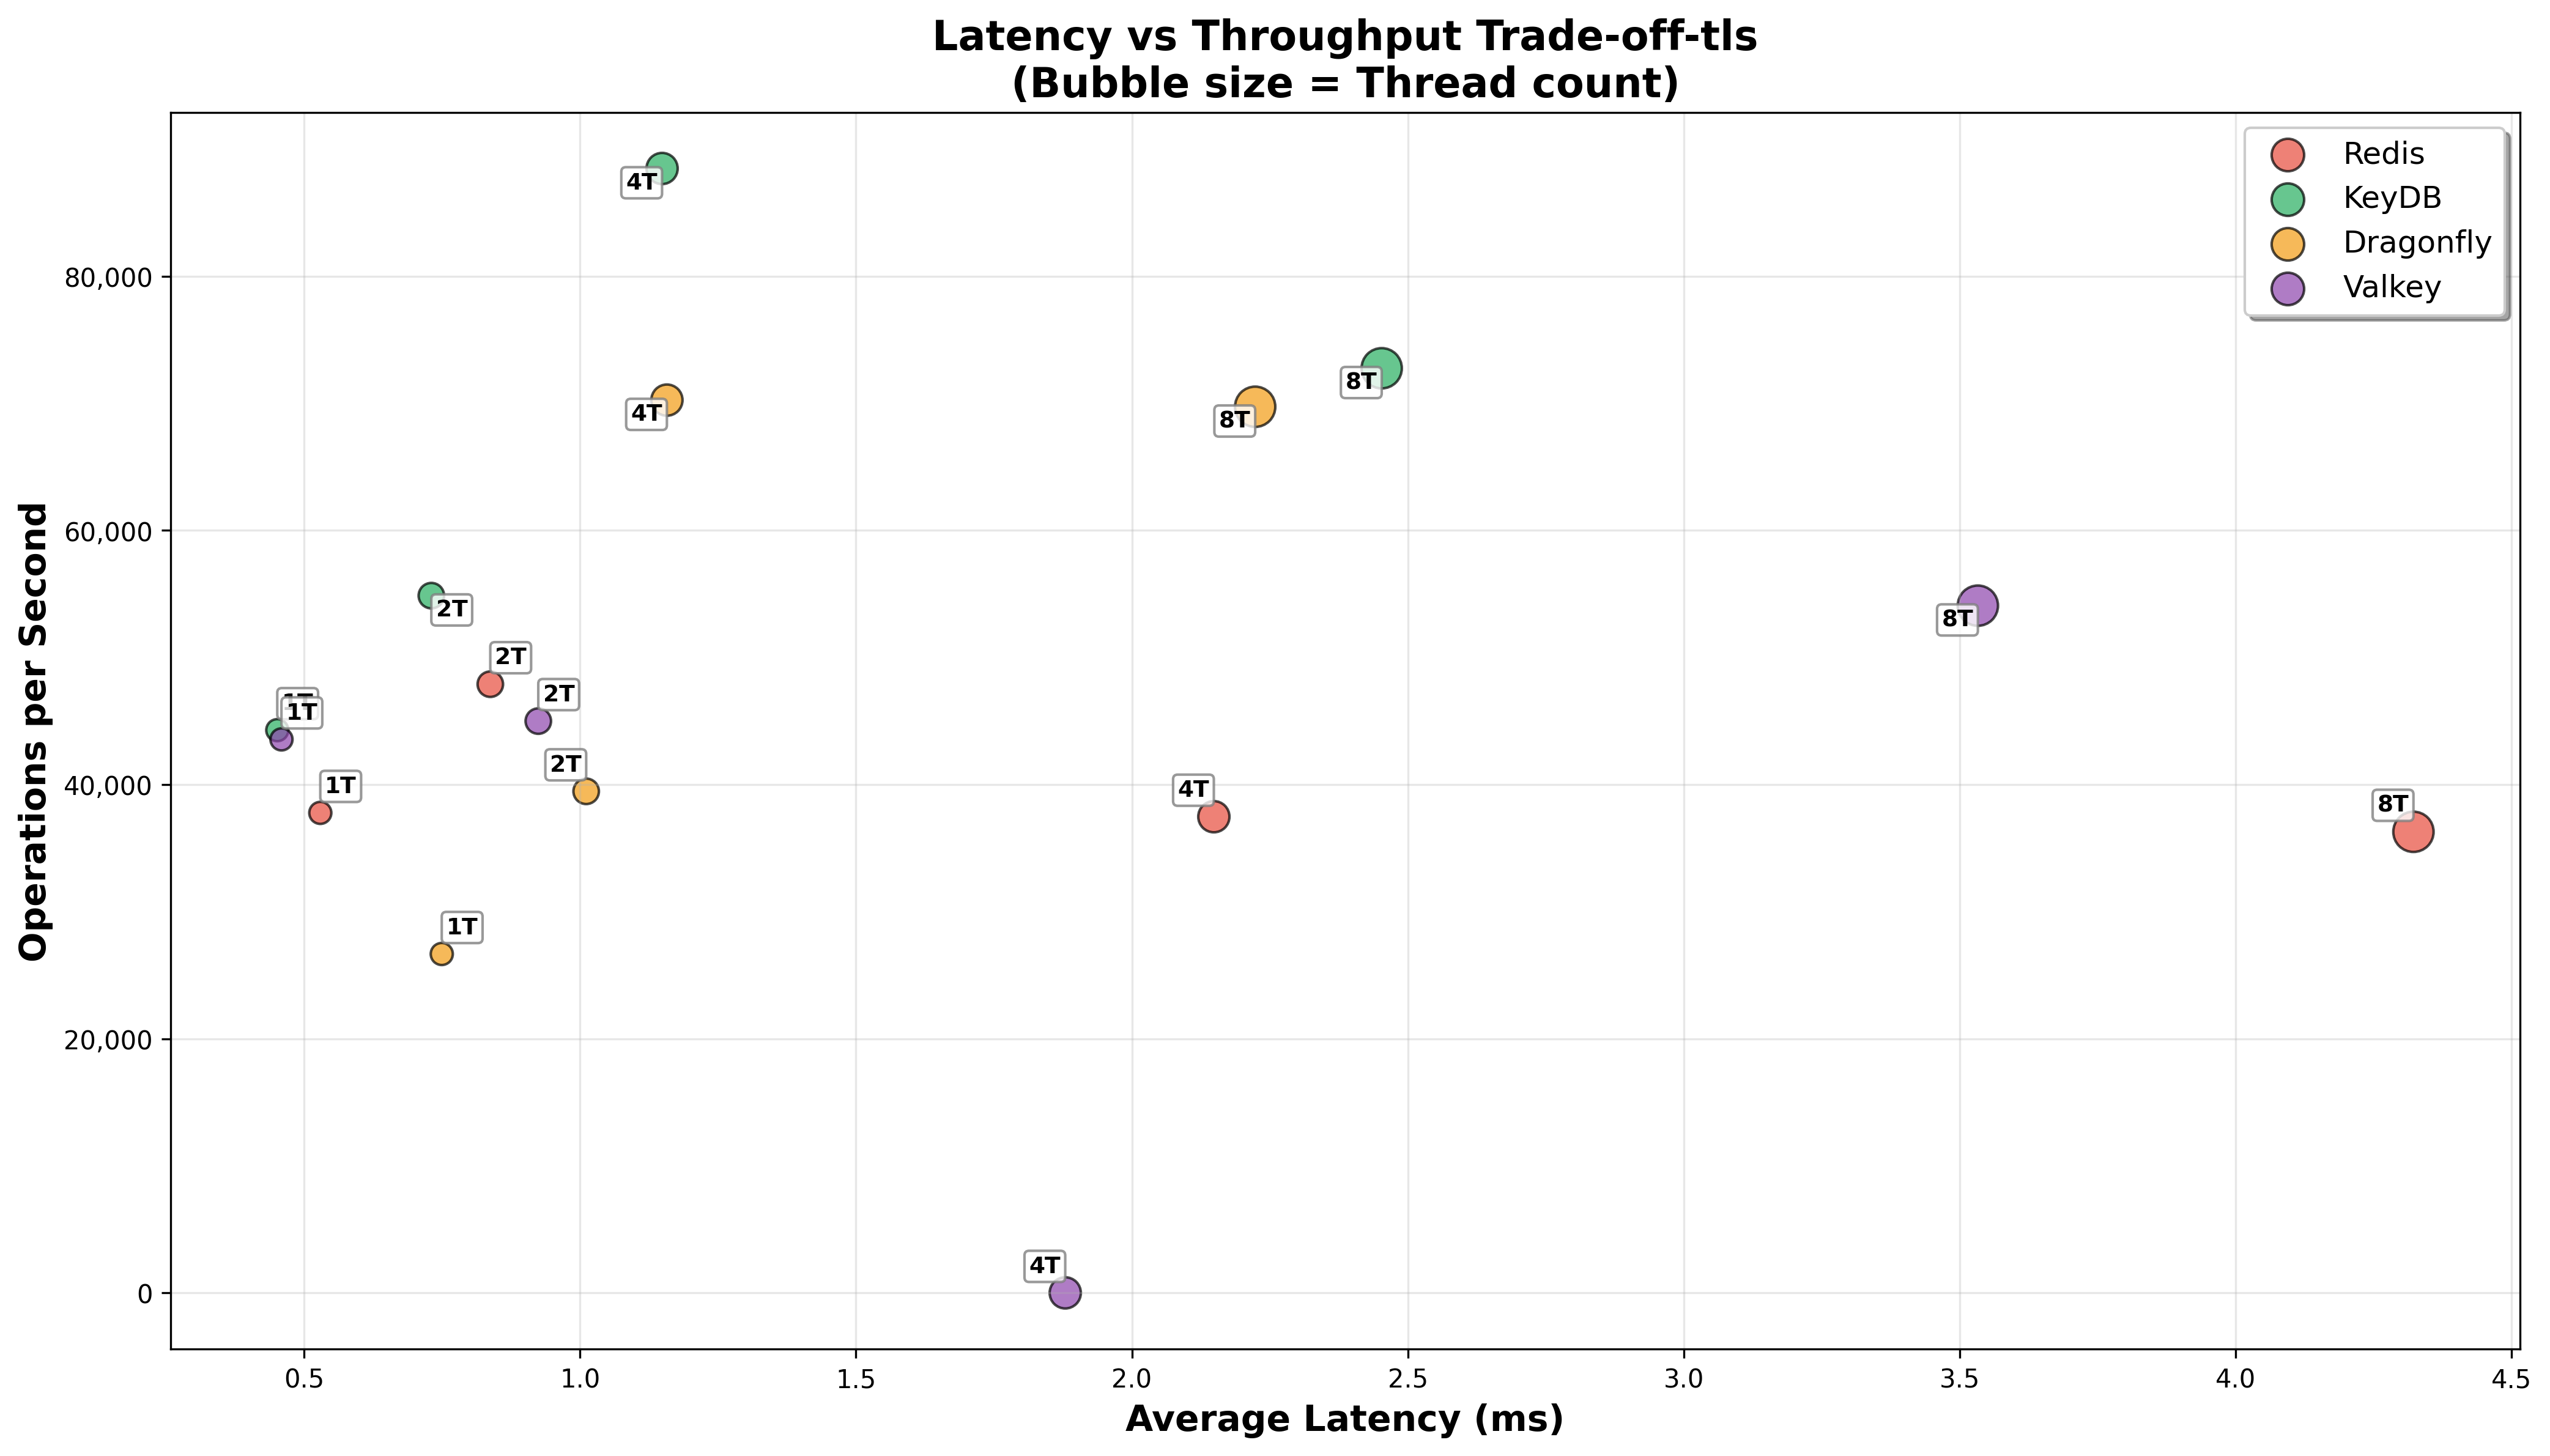 Latency vs Throughput Trade-off-tls
(Bubble size = Thread count)
Redis
KeyDB
Dragonfly
Valkey
Operations per Second
80,000
60,000
40,000
20,000
0
4T
4T
8T
8T
2T
8T
2T
2T
1T
1T
2T
1T
4T
8T
1T
4T
0.5
1.0
1.5
2.0
2.5
3.0
3.5
4.0
4.5
Average Latency (ms)